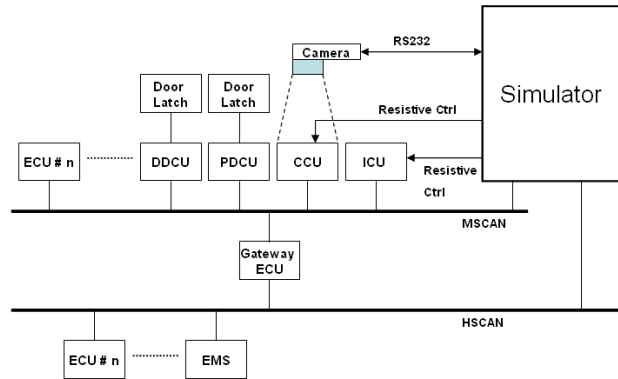 Camera
RS232
Simulator
Door
Latch
Door
Latch
Resistive Ctrl
ECU # n
DDCU
PDCU
CCU
ICU
Resistive
Ctrl
MSCAN
Gateway
ECU
HSCAN
ECU # n
EMS